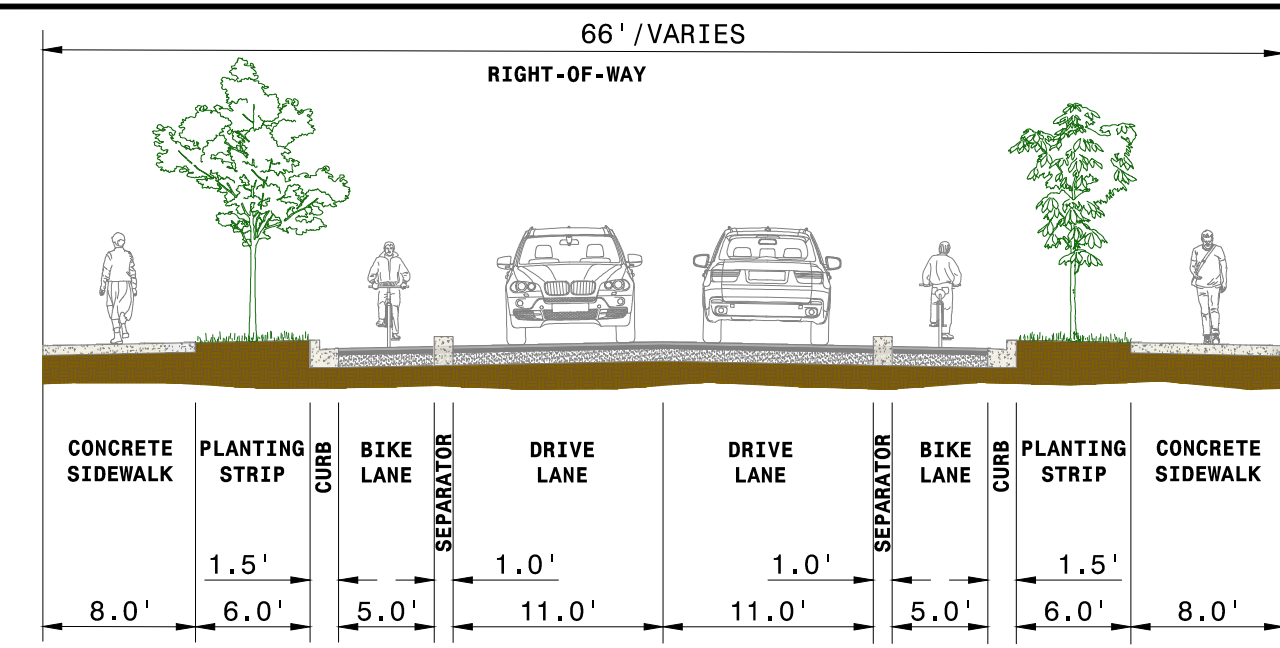 66'/VARIES
RIGHT-OF-WAY
CONCRETE
SIDEWALK
PLANTING
STRIP
CURB
BIKE
LANE
SEPARATOR
DRIVE
LANE
DRIVE
LANE
SEPARATOR
BIKE
LANE
CURB
PLANTING
STRIP
CONCRETE
SIDEWALK
1.5'
1.0'
1.0'
1.5'
8.0'
6.0'
5.0'
11.0'
11.0'
5.0'
6.0'
8.0'